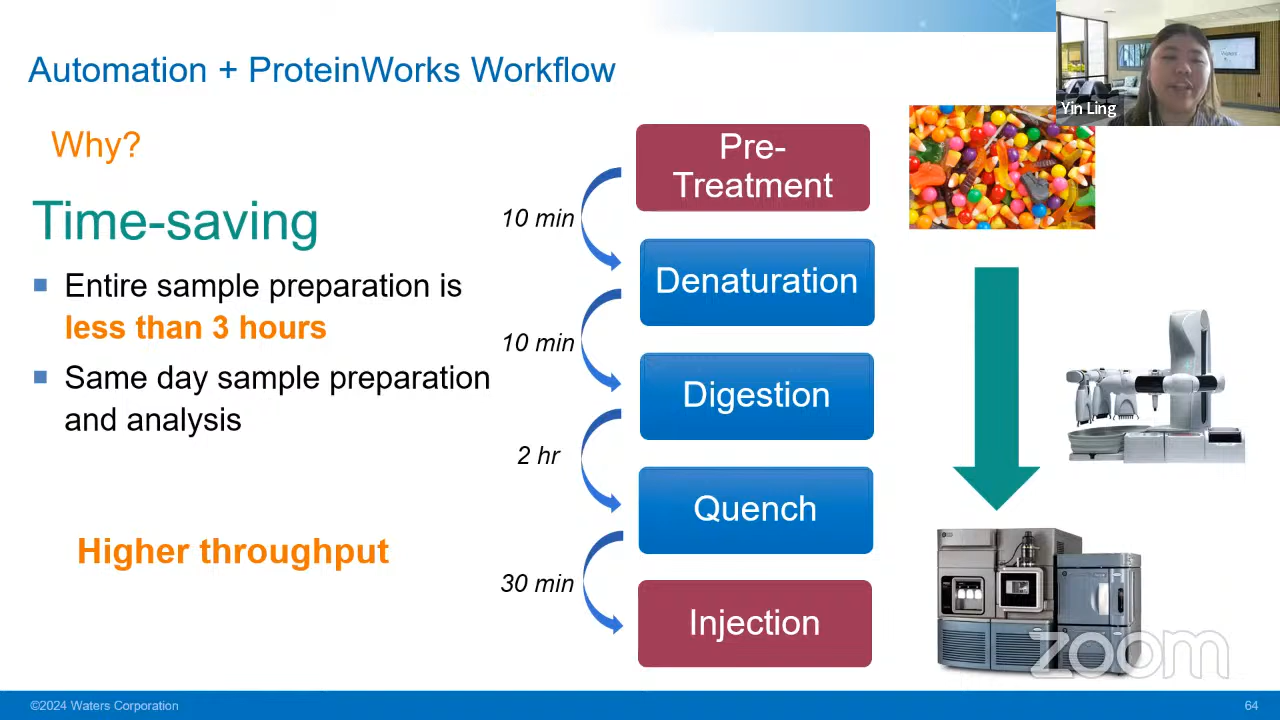 Automation + ProteinWorks Workflow
Yin Ling
Why?
Time-saving
Entire sample preparation is
less than 3 hours
Same day sample preparation
and analysis
Higher throughput
Pre-
Treatment
10 min
Denaturation
10 min
Digestion
2 hr
Quench
30 min
Injection
zoom
©2024 Waters Corporation
64